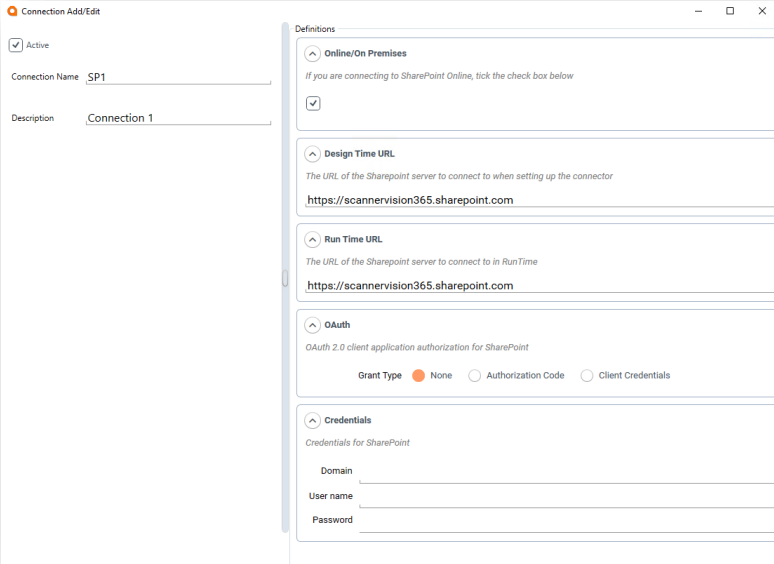 Connection Add/Edit
Active
Connection Name SP1
Description Connection 1
Definitions
Online/On Premises
If you are connecting to SharePoint Online, tick the check box below
Design Time URL
The URL of the Sharepoint server to connect to when setting up the connector
https://scannervision365.sharepoint.com
Run Time URL
The URL of the Sharepoint server to connect to in RunTime
https://scannervision365.sharepoint.com
OAuth
OAuth 2.0 client application authorization for SharePoint
Grant Type None Authorization Code Client Credentials
Credentials
Credentials for SharePoint
Domain
User name
Password